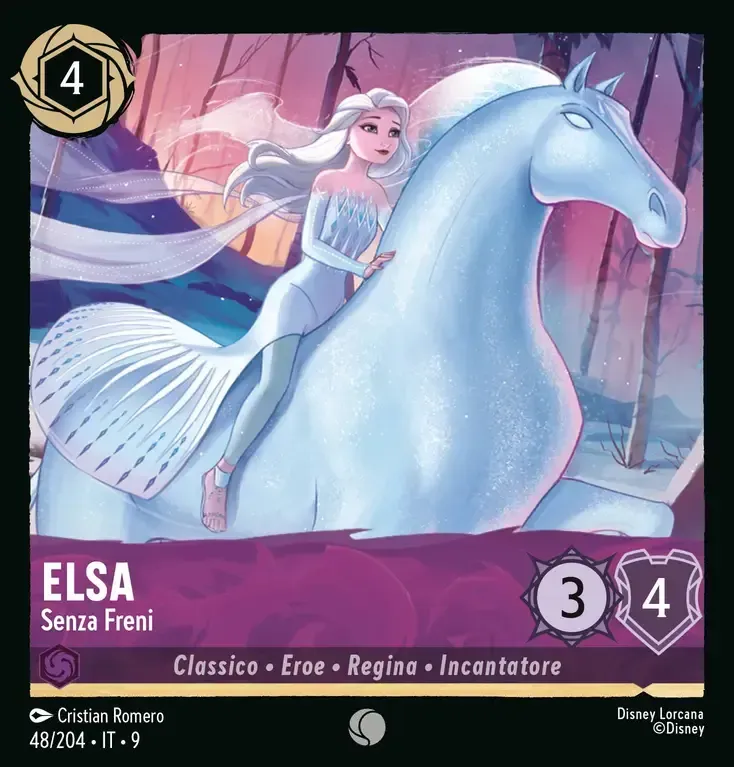 4
ELSA
Senza Freni
3
4
Classico • Eroe • Regina • Incantatore
Cristian Romero
48/204 • IT • 9
Disney Lorcana
©Disney